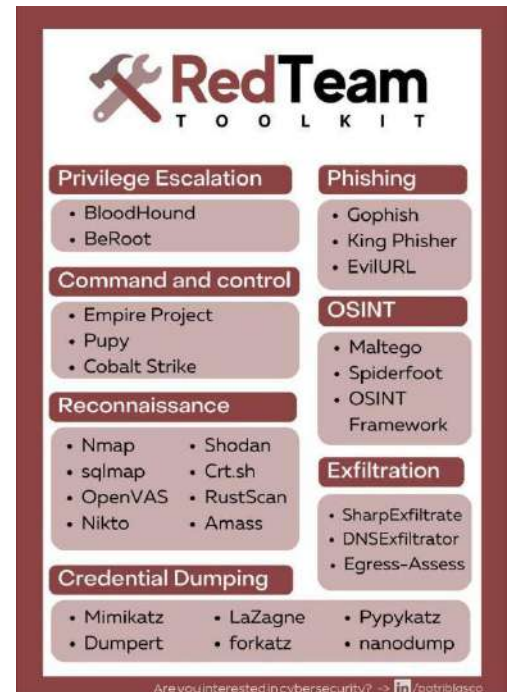 RedTeam
TOOLKIT
Privilege Escalation
• BloodHound
• BeRoot
Command and control
• Empire Project
• Pupy
• Cobalt Strike
Reconnaissance
• Nmap
• sqlmap
• OpenVAS
• Nikto
• Shodan
• Crt.sh
• RustScan
• Amass
Phishing
• Gophish
• King Phisher
• EvilURL
OSINT
• Maltego
• Spiderfoot
• OSINT
Framework
Exfiltration
• SharpExfiltrate
• DNSExfiltrator
• Egress-Assess
Credential Dumping
• Mimikatz
• Dumpert
• LaZagne
• forkatz
• Pypykatz
• nanodump
Are you interested in cybersecurity? -> in /patriblasco